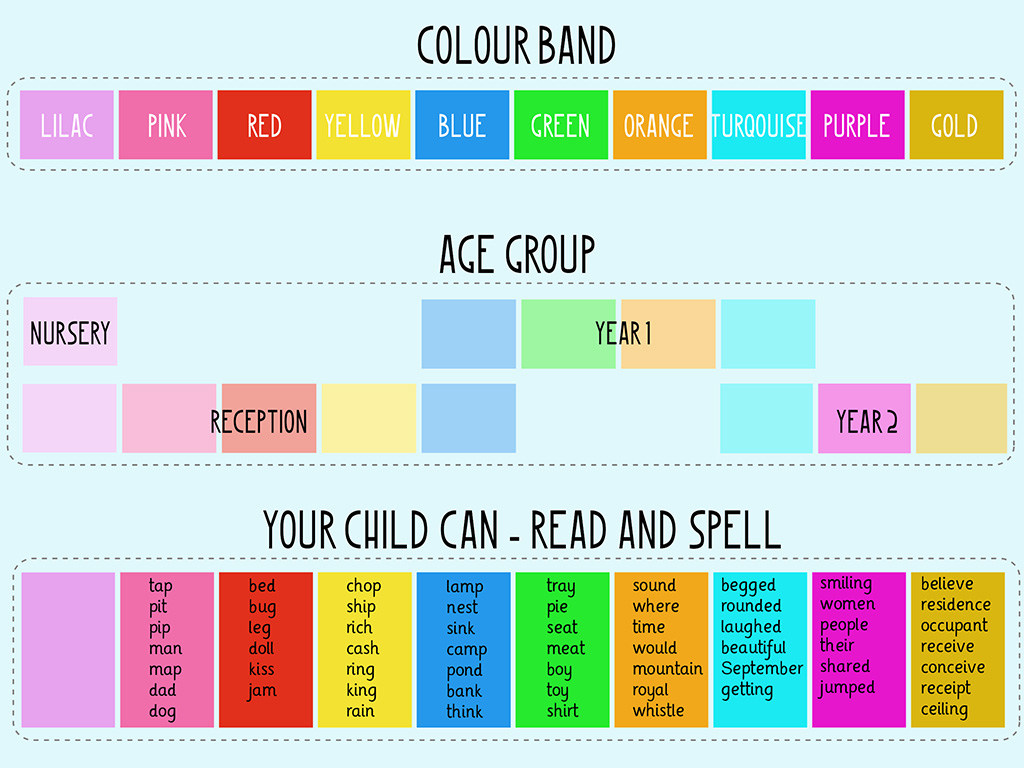 COLOUR BAND
LILAC PINK RED YELLOW BLUE GREEN ORANGE TURQOUISE PURPLE GOLD
AGE GROUP
NURSERY YEAR 1
RECEPTION YEAR 2
YOUR CHILD CAN - READ AND SPELL
tap
pit
pip
man
map
dad
dog
bed
bug
leg
doll
kiss
jam
chop
ship
rich
cash
ring
king
rain
lamp
nest
sink
camp
pond
bank
think
tray
pie
seat
meat
boy
toy
shirt
sound
where
time
would
mountain
royal
whistle
begged
rounded
laughed
beautiful
September
getting
smiling
women
people
their
shared
jumped
believe
residence
occupant
receive
conceive
receipt
ceiling